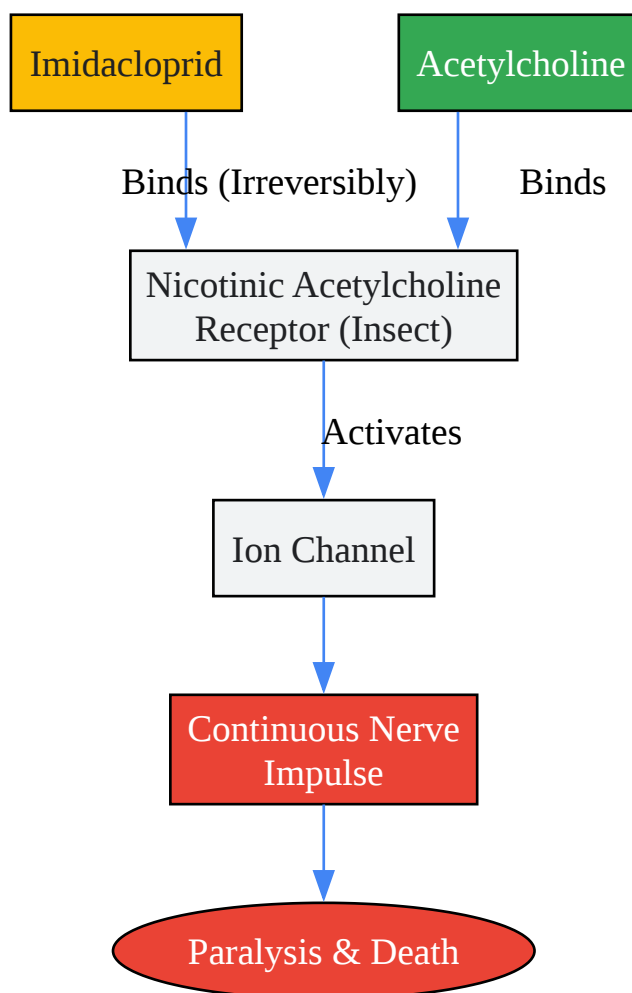 Imidacloprid
Acetylcholine
Binds (Irreversibly)
Binds
Nicotinic Acetylcholine
Receptor (Insect)
Activates
Ion Channel
Continuous Nerve
Impulse
Paralysis & Death